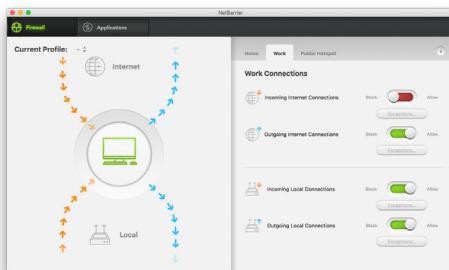 NetBarrier
Firewall
Applications
Current Profile: -
Internet
Local
Home Work Public Hotspot
Work Connections
Incoming Internet Connections Block Allow
Exceptions...
Outgoing Internet Connections Block Allow
Exceptions...
Incoming Local Connections Block Allow
Exceptions...
Outgoing Local Connections Block Allow
Exceptions...